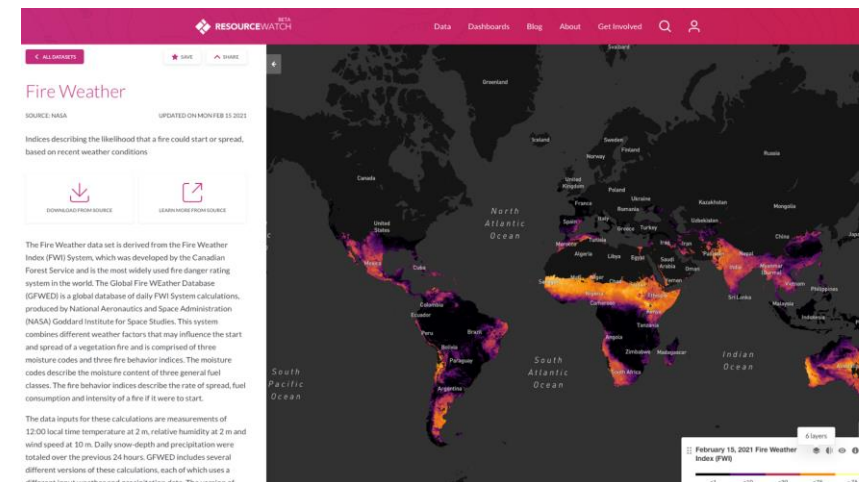 BETA
RESOURCEWATCH
Data Dashboards Blog About Get Involved
ALL DATASETS SAVE SHARE
Fire Weather
SOURCE: NASA UPDATED ON MON FEB 15 2021
Indices describing the likelihood that a fire could start or spread,
based on recent weather conditions
DOWNLOAD FROM SOURCE LEARN MORE FROM SOURCE
The Fire Weather data set is derived from the Fire Weather
Index (FWI) System, which was developed by the Canadian
Forest Service and is the most widely used fire danger rating
system in the world. The Global Fire WEather Database
(GFWED) is a global database of daily FWI System calculations,
produced by National Aeronautics and Space Administration
(NASA) Goddard Institute for Space Studies. This system
combines different weather factors that may influence the start
and spread of a vegetation fire and is comprised of three
moisture codes and three fire behavior indices. The moisture
codes describe the moisture content of three general fuel
classes. The fire behavior indices describe the rate of spread, fuel
consumption and intensity of a fire if it were to start.
The data inputs for these calculations are measurements of
12:00 local time temperature at 2 m, relative humidity at 2 m and
wind speed at 10 m. Daily snow-depth and precipitation were
totaled over the previous 24 hours. GFWED includes several
different versions of these calculations, each of which uses a
Svalbard
Greenland
Iceland
Sweden
Finland
Norway
Russia
Canada
United
Kingdom
Poland
Ukraine
Kazakhstan
Mongolia
France
Romania
North
Atlantic
Ocean
United
States
Spain
Italy
Greece Turkey
Uzbekistan
China
Morocco
Tunisia
Iraq
Iran
Algeria
Libya
Egypt
Saudi
Arabia
Oman
Nepal
Mexico
Cuba
India
Myanmar
(Burma)
Mali
Niger
Chad
Yemen
Vietnam
Philippines
Nigeria
Ethiopia
Sri Lanka
Colombia
Cameroon
Malaysia
Ecuador
Kenya
Indonesia
Peru
Brazil
Tanzania
Angola
Bolivia
Zimbabwe
Madagascar
Paraguay
South
Pacific
Ocean
South
Atlantic
Ocean
Indian
Ocean
South Africa
Argentina
6 layers
February 15, 2021 Fire Weather
Index (FWI)